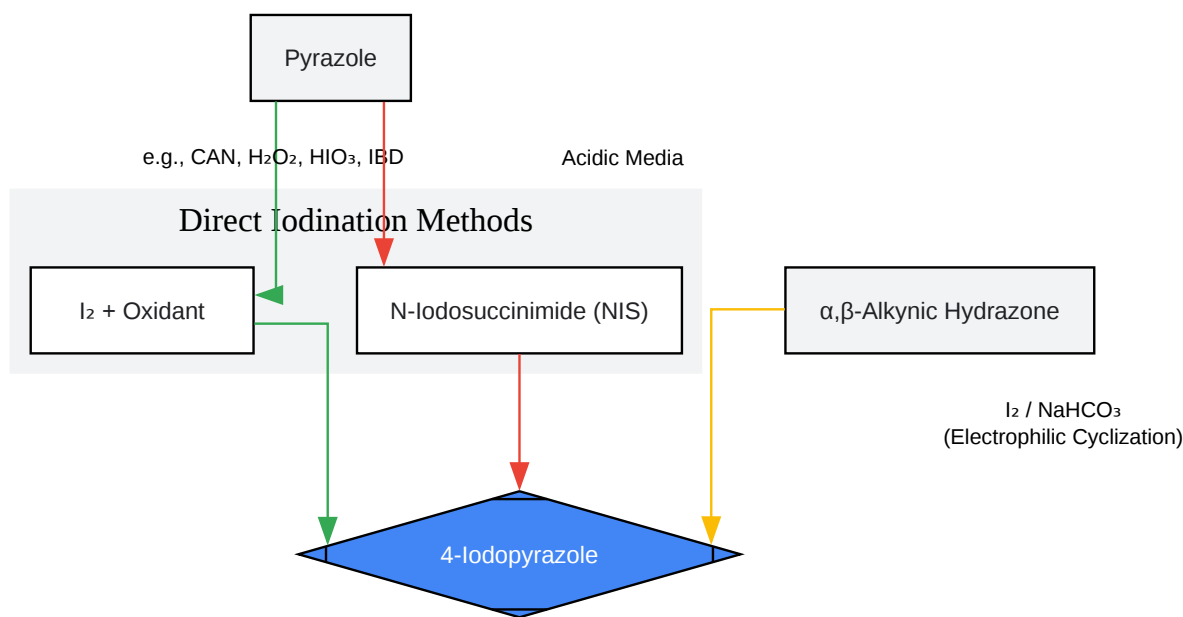 Pyrazole
e.g., CAN, H₂O₂, HIO₃, IBD
Acidic Media
Direct Iodination Methods
I₂ + Oxidant
N-Iodosuccinimide (NIS)
α,β-Alkynic Hydrazone
I₂ / NaHCO₃
(Electrophilic Cyclization)
4-Iodopyrazole